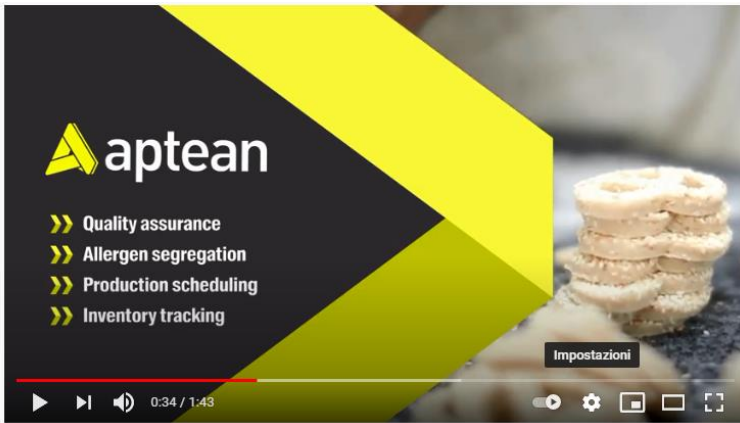 aptean
Quality assurance
Allergen segregation
Production scheduling
Inventory tracking
Impostazioni
0:34 / 1:43